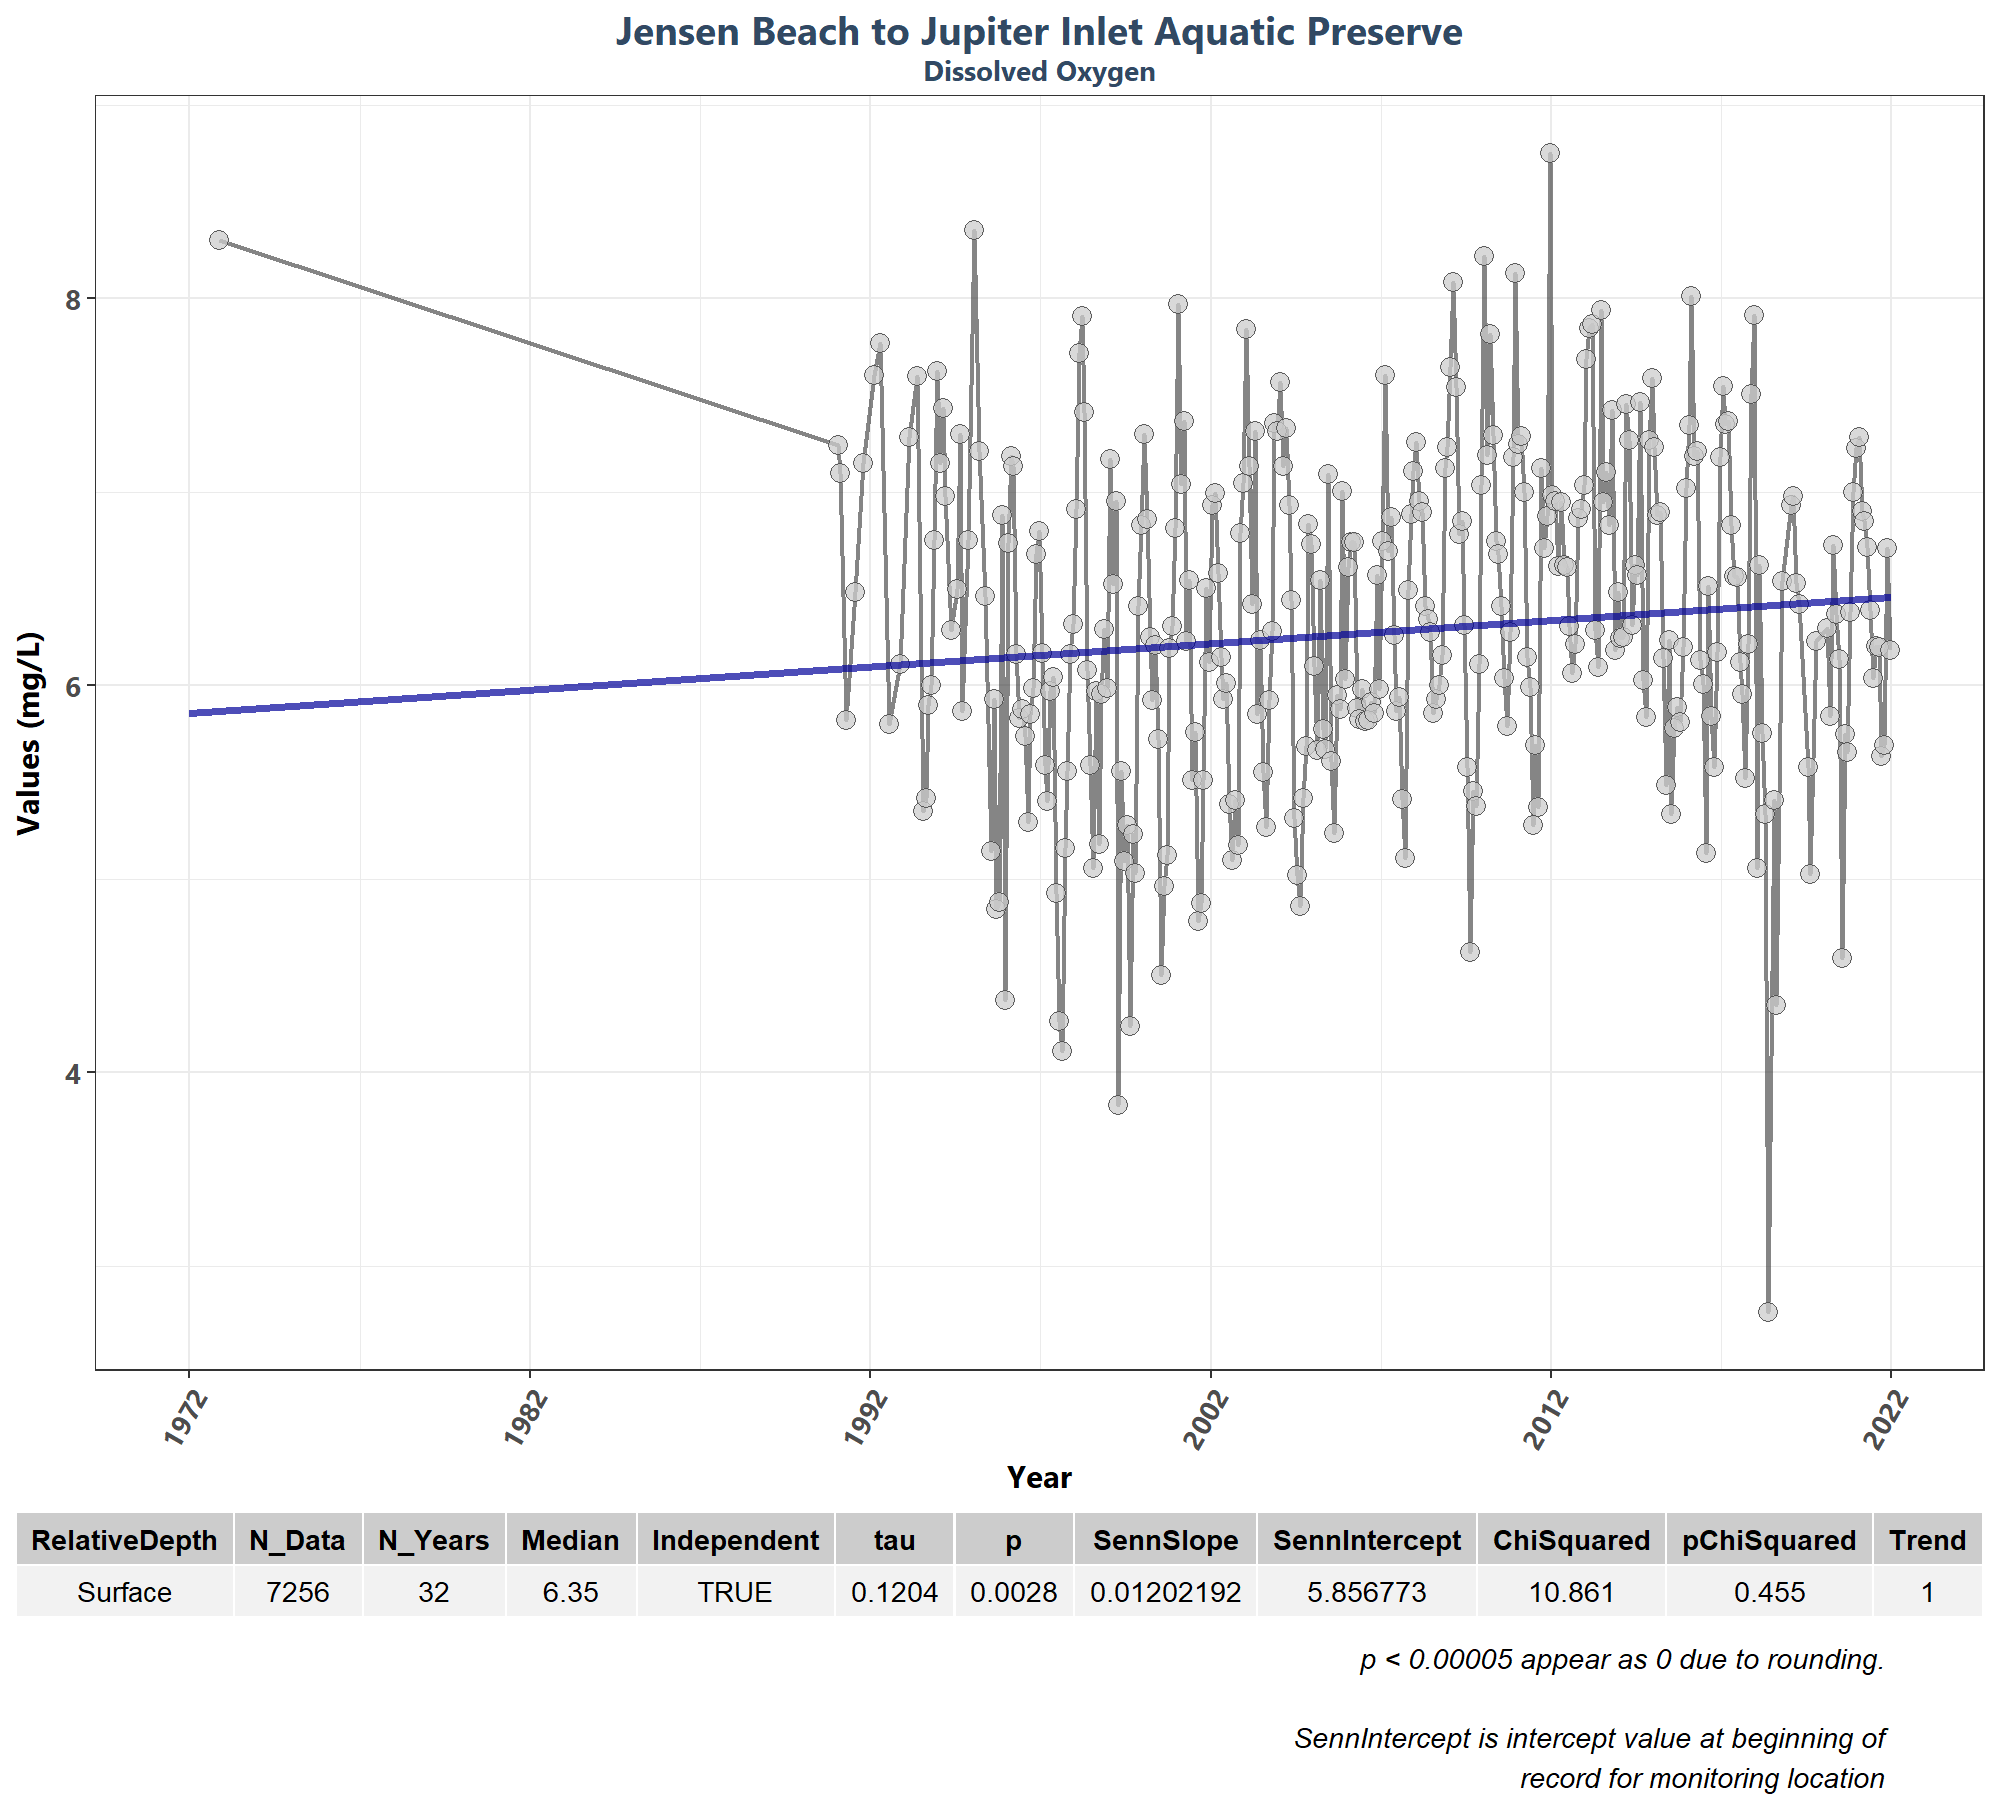 Jensen Beach to Jupiter Inlet Aquatic Preserve
Dissolved Oxygen
8
6
4
Values (mg/L)
1972 1982 1992 2002 2012 2022
Year
RelativeDepth N_Data N_Years Median Independent tau p SennSlope SennIntercept ChiSquared pChiSquared Trend
Surface 7256 32 6.35 TRUE 0.1204 0.0028 0.01202192 5.856773 10.861 0.455 1
p < 0.00005 appear as 0 due to rounding.
SennIntercept is intercept value at beginning of
record for monitoring location